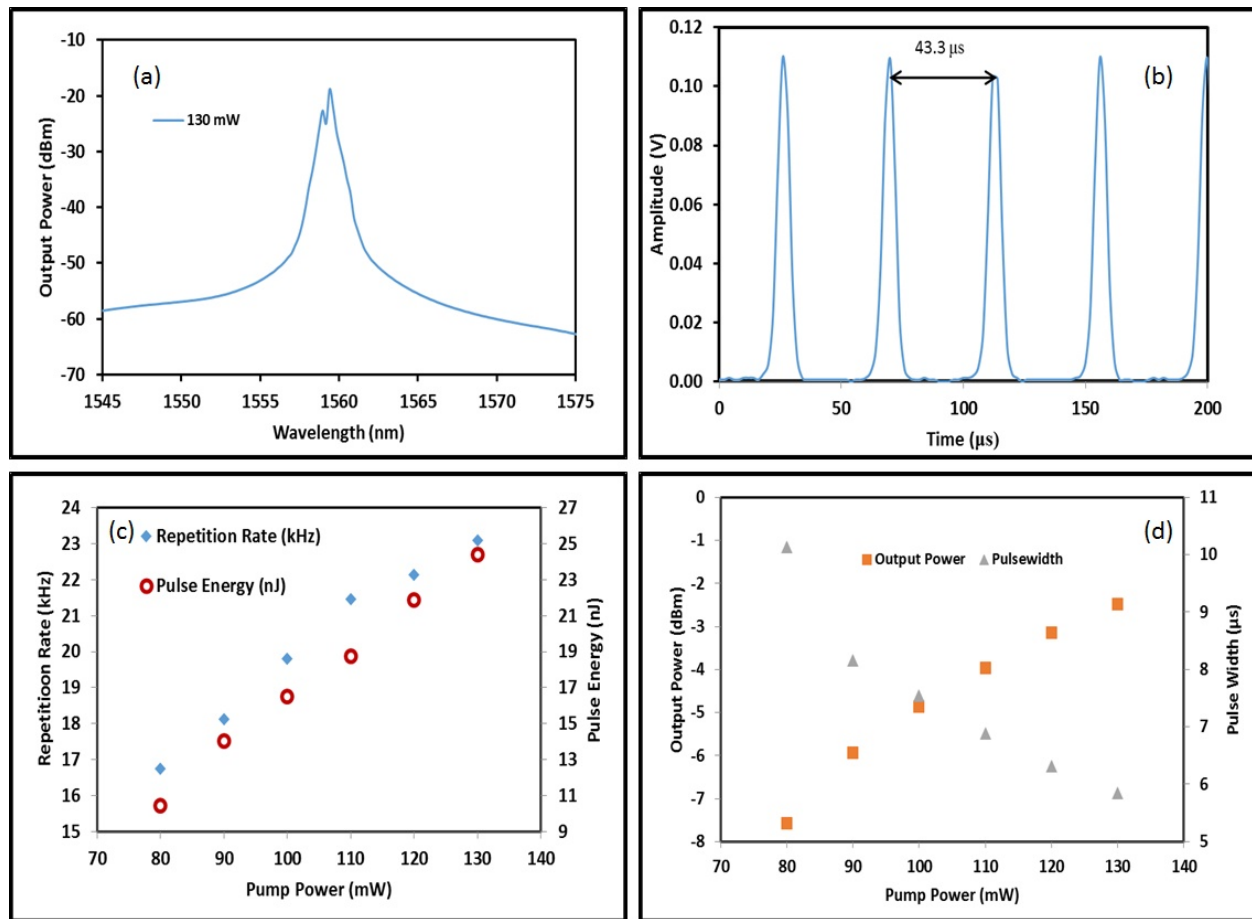 (a)
130 mW
Output Power (dBm)
-10
-20
-30
-40
-50
-60
-70
1545 1550 1555 1560 1565 1570 1575
Wavelength (nm)
(b)
43.3 µs
Amplitude (V)
0.12
0.10
0.08
0.06
0.04
0.02
0.00
0 50 100 150 200
Time (µs)
(c)
Repetition Rate (kHz)
Pulse Energy (nJ)
Repetitioon Rate (kHz)
24
23
22
21
20
19
18
17
16
15
27
25
23
21
19
17
15
13
11
9
Pulse Energy (nJ)
70 80 90 100 110 120 130 140
Pump Power (mW)
(d)
Output Power Pulsewidth
Output Power (dBm)
0
-1
-2
-3
-4
-5
-6
-7
-8
11
10
9
8
7
6
5
Pulse Width (µs)
70 80 90 100 110 120 130 140
Pump Power (mW)